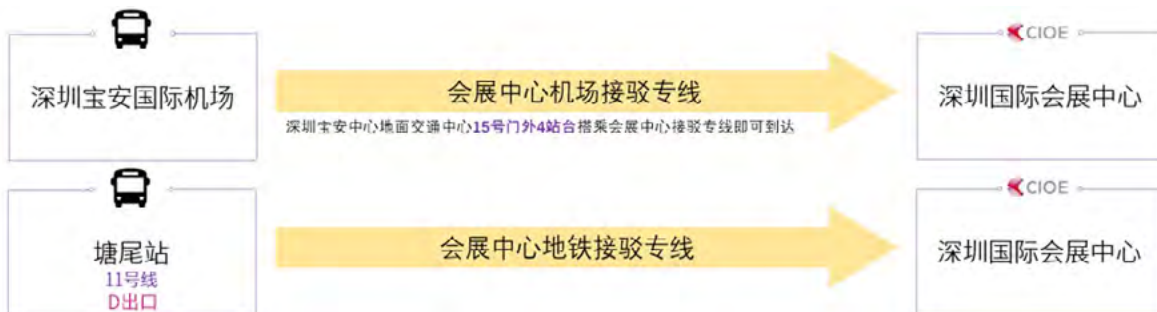 CIOE
深圳宝安国际机场
会展中心机场接驳专线
深圳国际会展中心
深圳宝安中心地面交通中心15号门外4站台搭乘会展中心接驳专线即可到达
CIOE
塘尾站
会展中心地铁接驳专线
深圳国际会展中心
11号线
D出口